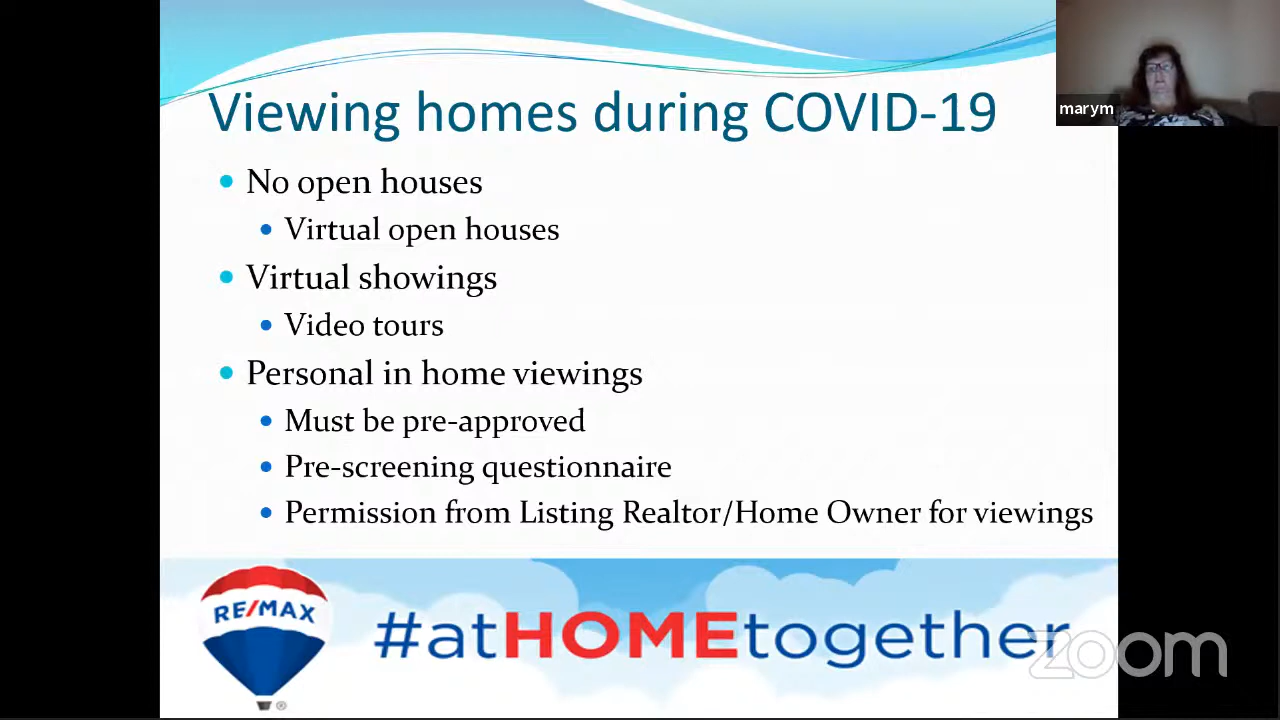 Viewing homes during COVID-19
marym
No open houses
Virtual open houses
Virtual showings
Video tours
Personal in home viewings
Must be pre-approved
Pre-screening questionnaire
Permission from Listing Realtor/Home Owner for viewings
RE/MAX
®
#atHOMEtogether
zoom